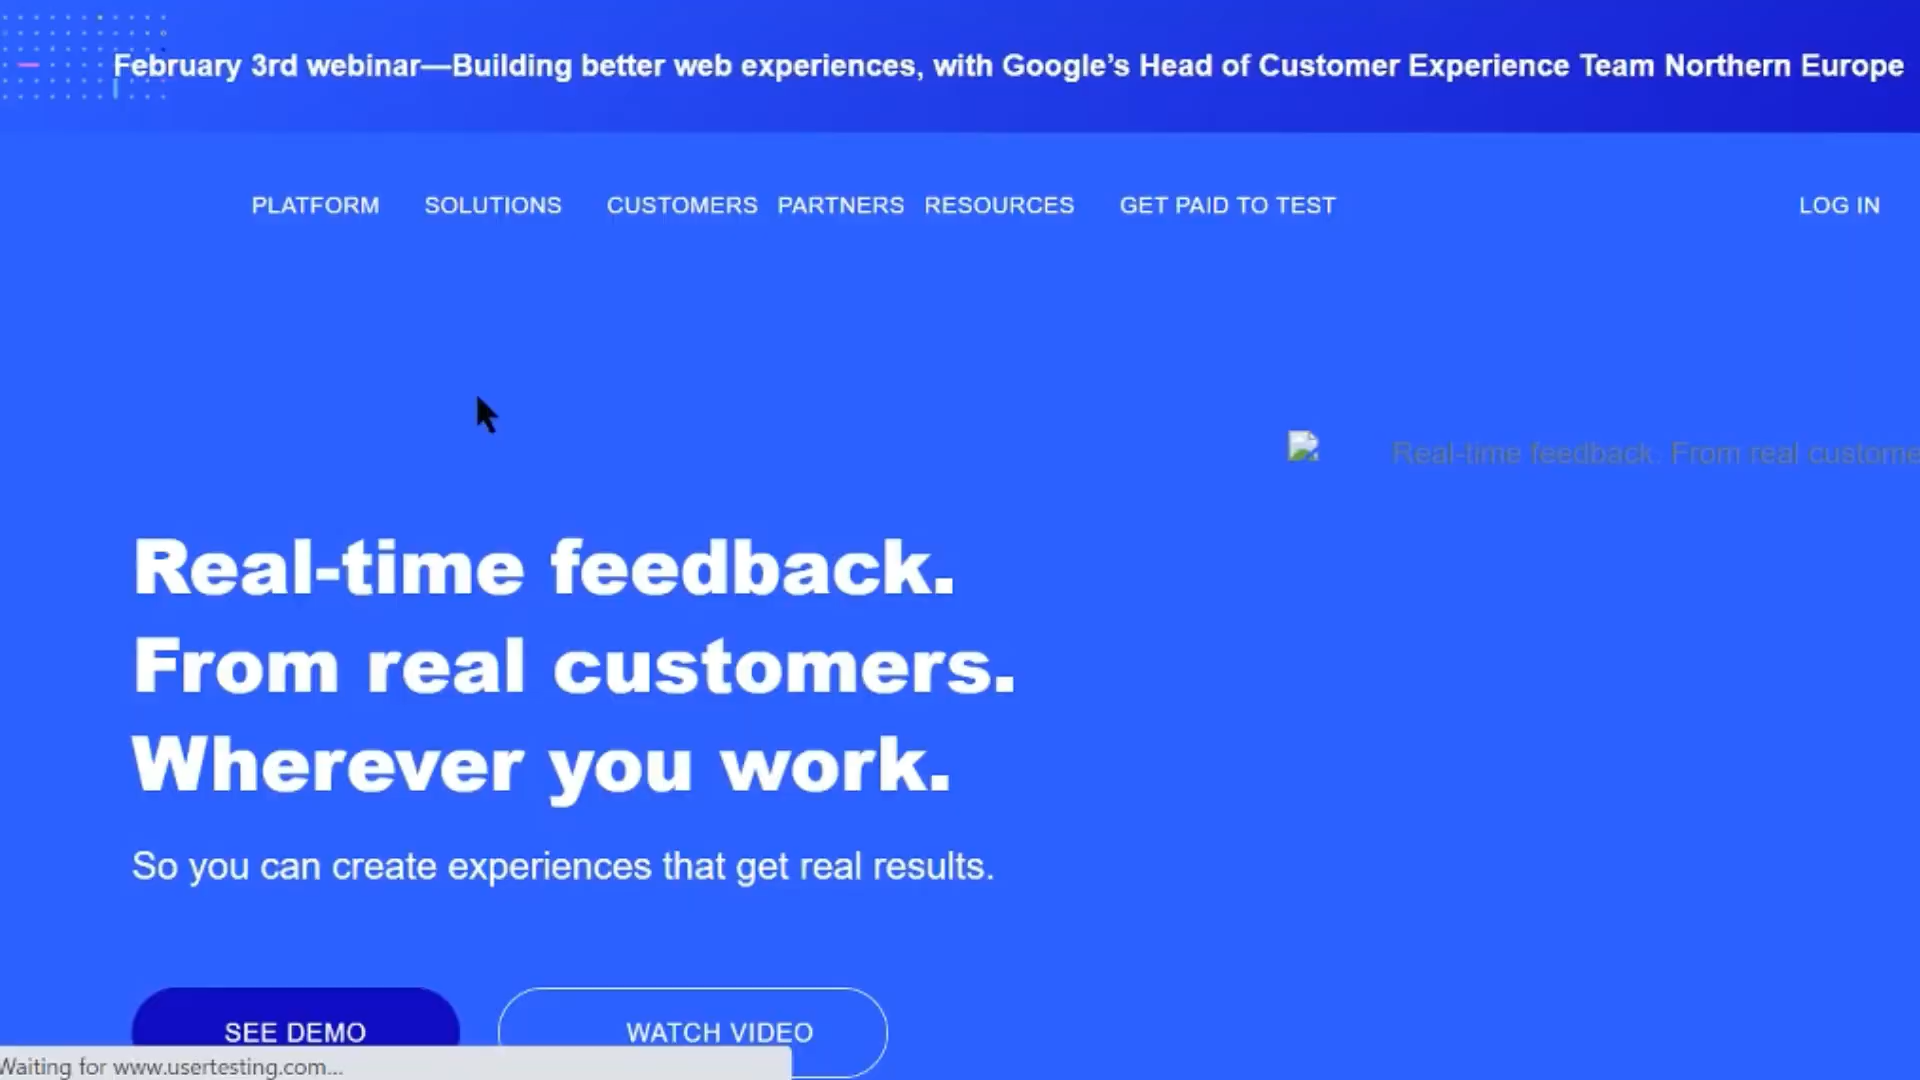 February 3rd webinar—Building better web experiences, with Google’s Head of Customer Experience Team Northern Europe
PLATFORM SOLUTIONS CUSTOMERS PARTNERS RESOURCES GET PAID TO TEST LOG IN
Real-time feedback. From real custome
Real-time feedback.
From real customers.
Wherever you work.
So you can create experiences that get real results.
SEE DEMO WATCH VIDEO
Waiting for www.usertesting.com...